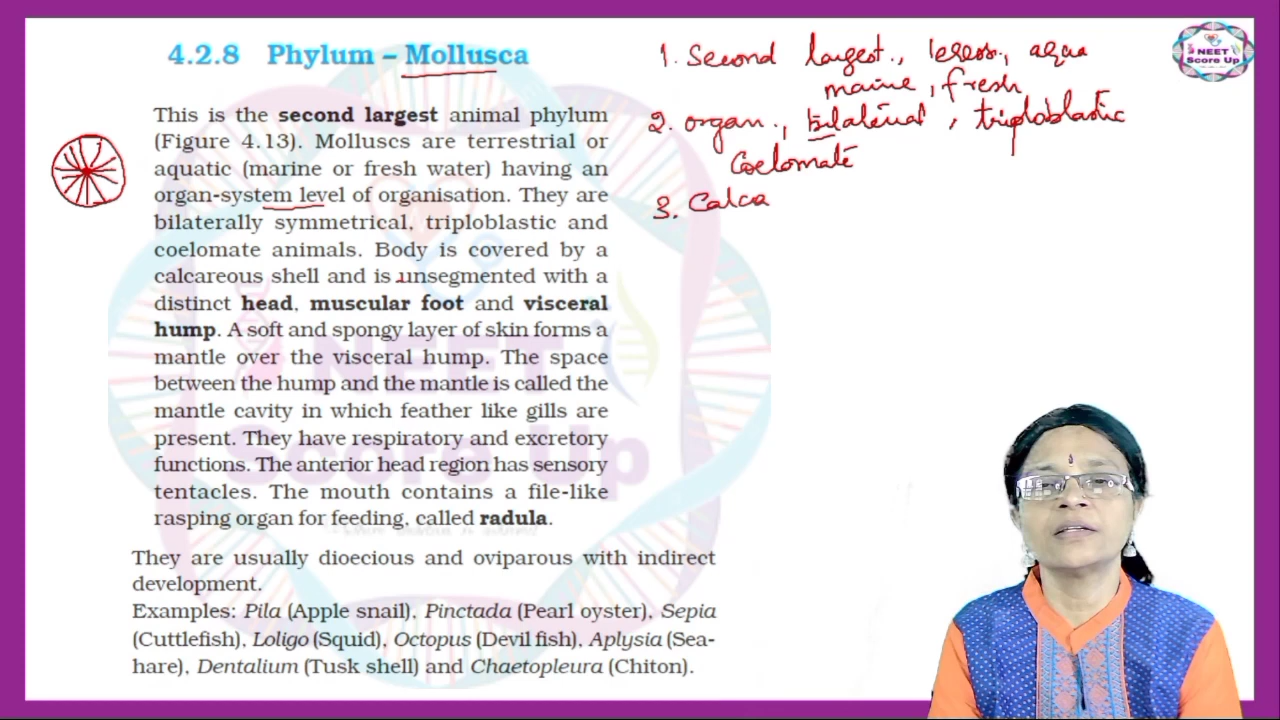 4.2.8 Phylum – Mollusca
This is the second largest animal phylum
(Figure 4.13). Molluscs are terrestrial or
aquatic (marine or fresh water) having an
organ-system level of organisation. They are
bilaterally symmetrical, triploblastic and
coelomate animals. Body is covered by a
calcareous shell and is unsegmented with a
distinct head, muscular foot and visceral
hump. A soft and spongy layer of skin forms a
mantle over the visceral hump. The space
between the hump and the mantle is called the
mantle cavity in which feather like gills are
present. They have respiratory and excretory
functions. The anterior head region has sensory
tentacles. The mouth contains a file-like
rasping organ for feeding, called radula.
They are usually dioecious and oviparous with indirect
development.
Examples: Pila (Apple snail), Pinctada (Pearl oyster), Sepia
(Cuttlefish), Loligo (Squid), Octopus (Devil fish), Aplysia (Sea-
hare), Dentalium (Tusk shell) and Chaetopleura (Chiton).
1. Second largest., aqua
marine, fresh
2. organ., bilaterial, triploblastic
Coelomate
3. Calca
NEET
Score Up
NEET
Score Up